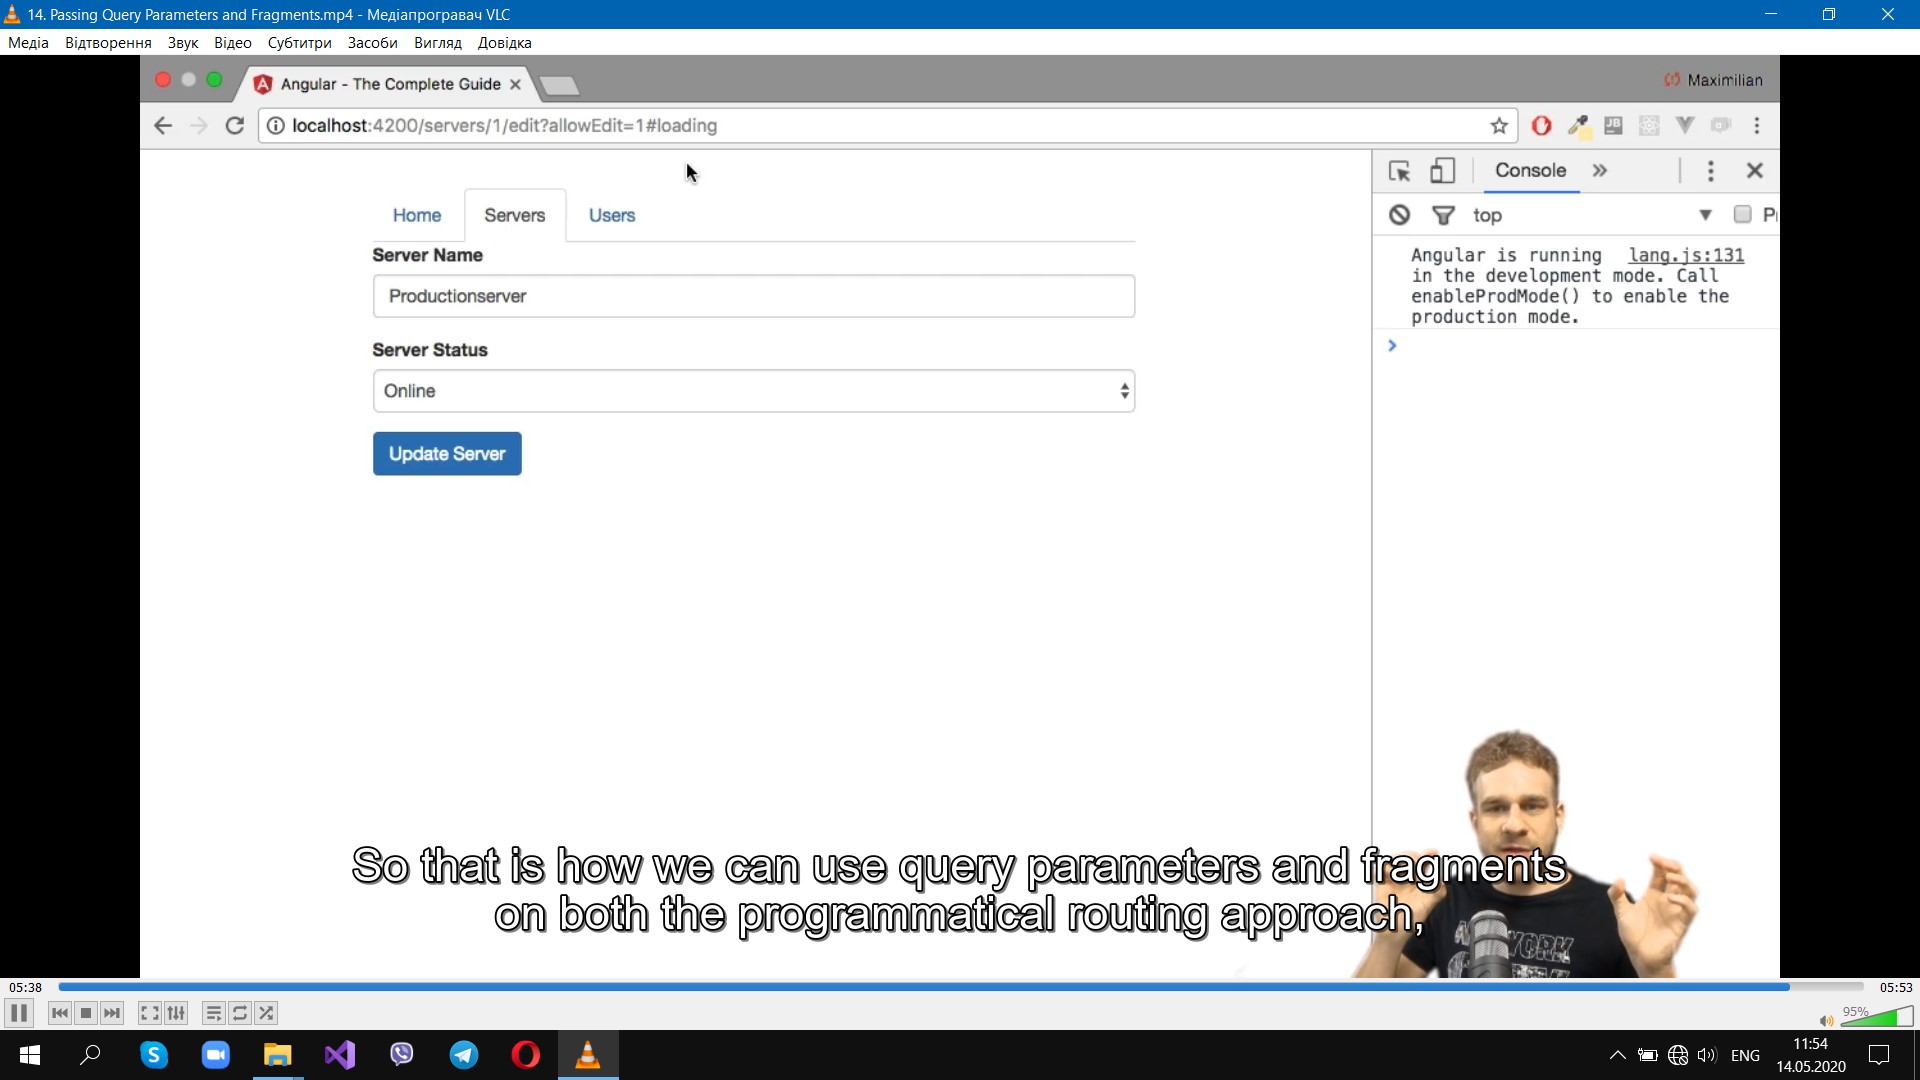 14. Passing Query Parameters and Fragments.mp4 - Медіапрогравач VLC
Медіа Відтворення Звук Відео Субтитри Засоби Вигляд Довідка
Angular - The Complete Guide
Maximilian
localhost:4200/servers/1/edit?allowEdit=1#loading
JB
Console
Home Servers Users
top
Server Name
Productionserver
Angular is running lang.js:131
in the development mode. Call
enableProdMode() to enable the
production mode.
Server Status
Online
Update Server
So that is how we can use query parameters and fragments
on both the programmatical routing approach,
05:38
05:53
95%
ENG
11:54
14.05.2020